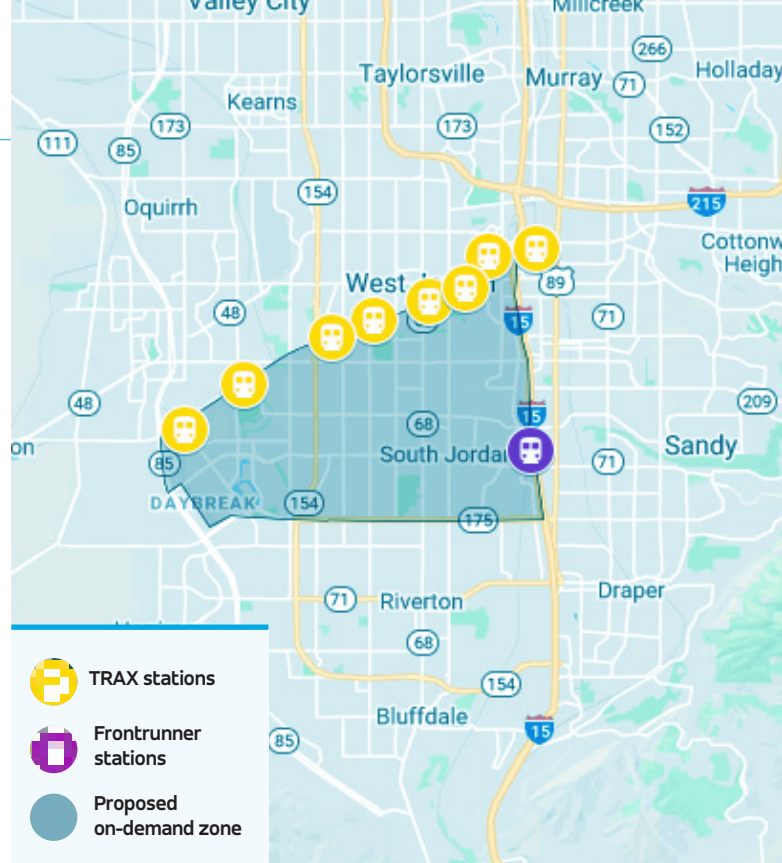 Valley City
Millcreek
266
Taylorsville
Murray
71
Holladay
Kearns
173
173
152
111
85
154
215
Oquirrh
Cottonw
Heigh
West
89
48
15
71
48
15
209
68
on
South Jordan
71
Sandy
85
DAYBREAK
154
175
71
Riverton
Draper
68
154
Bluffdale
85
15
TRAX stations
Frontrunner
stations
Proposed
on-demand zone